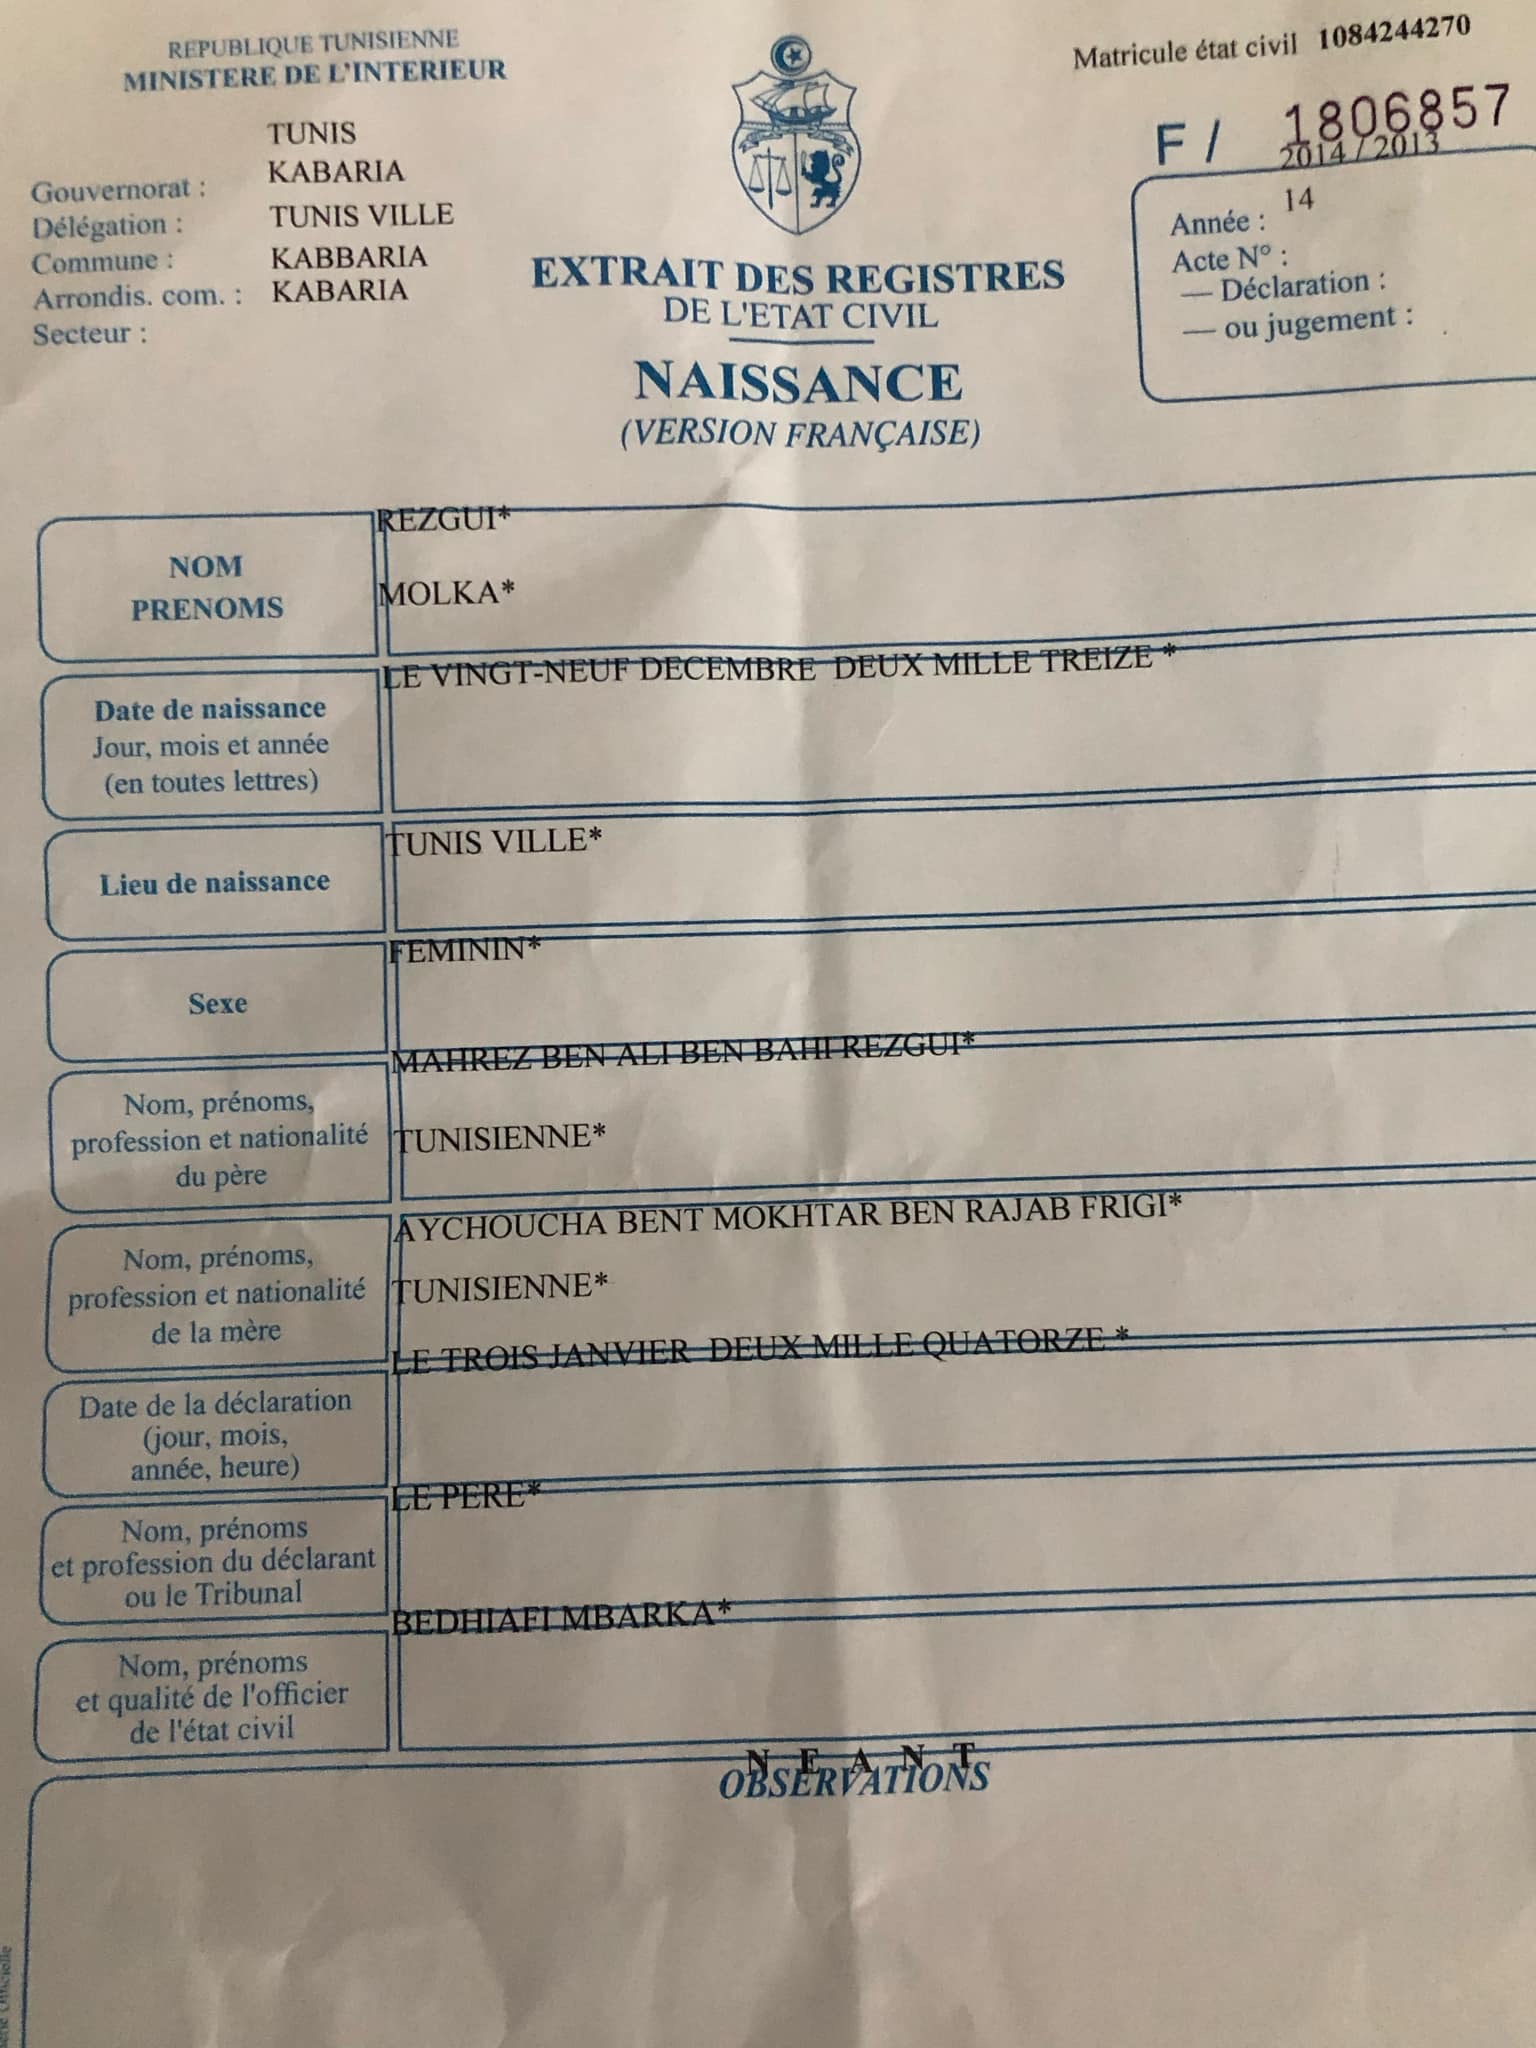 REPUBLIQUE TUNISIENNE
MINISTERE DE L'INTERIEUR
Matricule état civil 1084244270
F / 1806857
2014 / 2013
TUNIS
Gouvernorat : KABARIA
Délégation : TUNIS VILLE
Commune : KABBARIA
Arrondis. com. : KABARIA
Secteur :
Année : 14
Acte N° :
— Déclaration :
— ou jugement :
EXTRAIT DES REGISTRES
DE L'ETAT CIVIL
NAISSANCE
(VERSION FRANÇAISE)
REZGUI*
NOM
PRENOMS
MOLKA*
LE VINGT-NEUF DECEMBRE DEUX MILLE TREIZE *
Date de naissance
Jour, mois et année
(en toutes lettres)
TUNIS VILLE*
Lieu de naissance
FEMININ*
Sexe
MAHREZ BEN ALI BEN BAHI REZGUI*
Nom, prénoms,
profession et nationalité
du père
TUNISIENNE*
AYCHOUCHA BENT MOKHTAR BEN RAJAB FRIGI*
Nom, prénoms,
profession et nationalité
de la mère
TUNISIENNE*
LE TROIS JANVIER DEUX MILLE QUATORZE *
Date de la déclaration
(jour, mois,
année, heure)
LE PERE*
Nom, prénoms
et profession du déclarant
ou le Tribunal
BEDHIAFI MBARKA*
Nom, prénoms
et qualité de l'officier
de l'état civil
N E A N T
OBSERVATIONS
Officielle